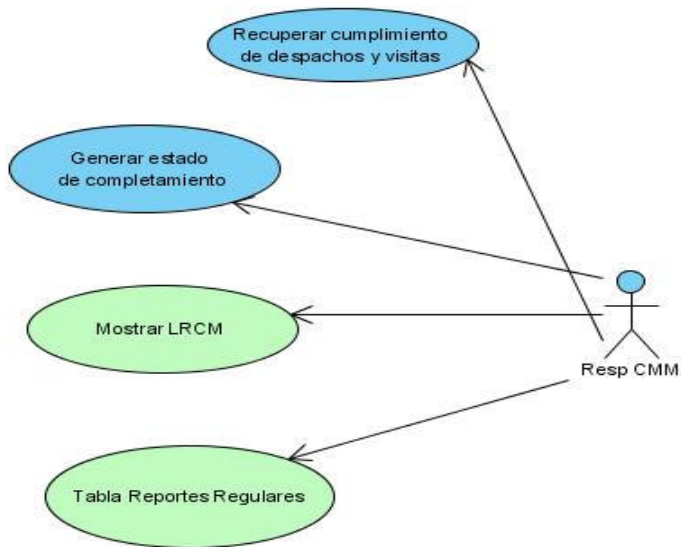 Recuperar cumplimiento
de despachos y visitas
Generar estado
de completamiento
Mostrar LRCM
Resp CMM
Tabla Reportes Regulares